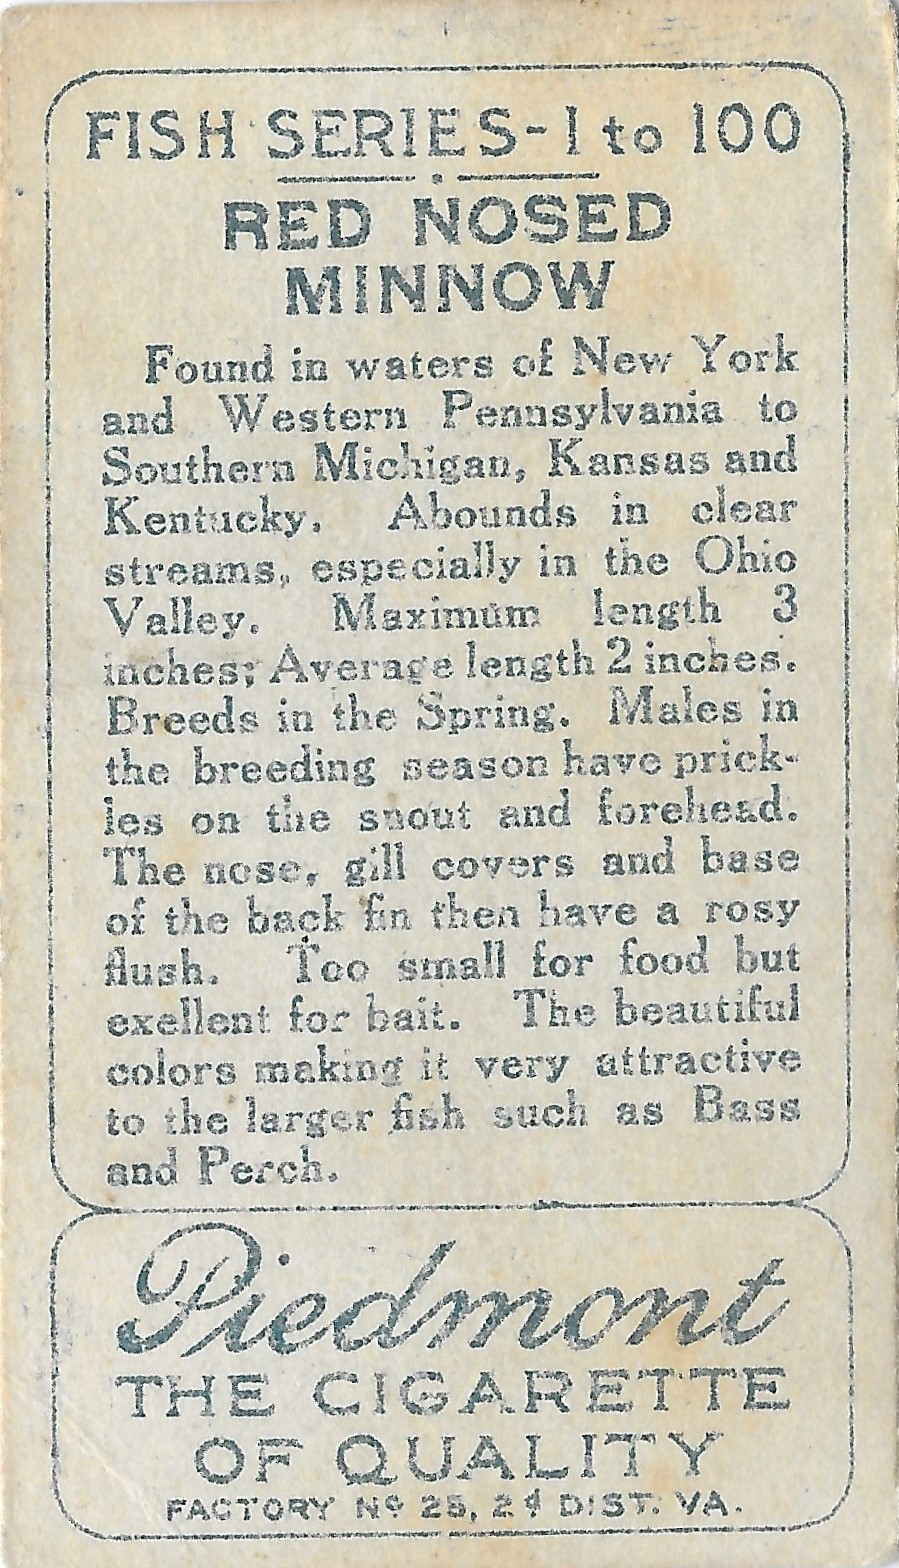 FISH SERIES-1 to 100
RED NOSED
MINNOW
Found in waters of New York
and Western Pennsylvania to
Southern Michigan, Kansas and
Kentucky. Abounds in clear
streams, especially in the Ohio
Valley. Maximum length 3
inches; Average length 2 inches.
Breeds in the Spring. Males in
the breeding season have prick-
les on the snout and forehead.
The nose, gill covers and base
of the back fin then have a rosy
flush. Too small for food but
exellent for bait. The beautiful
colors making it very attractive
to the larger fish such as Bass
and Perch.
Piedmont
THE CIGARETTE
OF QUALITY
FACTORY Nº 25, 2d DIST. VA.